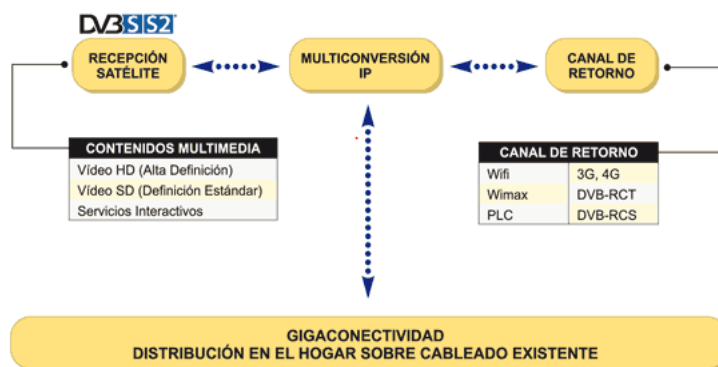 DVB S S2
RECEPCIÓN
SATÉLITE
MULTICONVERSIÓN
IP
CANAL DE
RETORNO
CONTENIDOS MULTIMEDIA
Vídeo HD (Alta Definición)
Vídeo SD (Definición Estándar)
Servicios Interactivos
CANAL DE RETORNO
Wifi 3G, 4G
Wimax DVB-RCT
PLC DVB-RCS
GIGACONECTIVIDAD
DISTRIBUCIÓN EN EL HOGAR SOBRE CABLEADO EXISTENTE